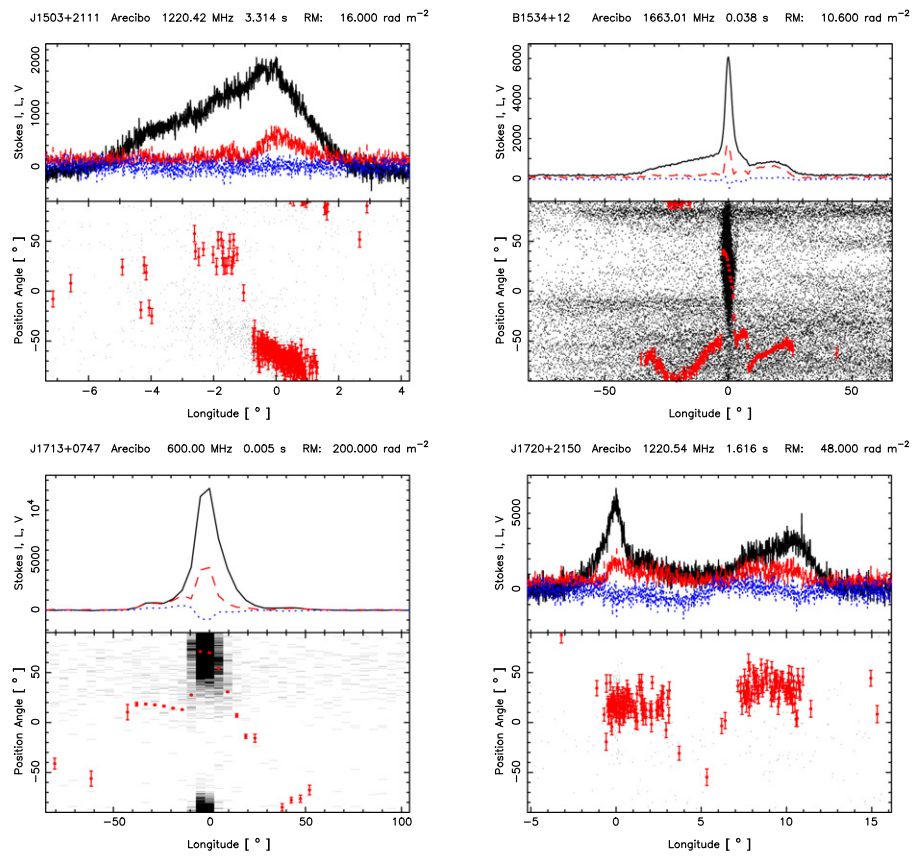 J1503+2111 Arecibo 1220.42 MHz 3.314 s RM: 16.000 rad m⁻²
Stokes I, L, V
2000
1000
0
Position Angle [ ° ]
50
0
−50
−6 −4 −2 0 2 4
Longitude [ ° ]
B1534+12 Arecibo 1663.01 MHz 0.038 s RM: 10.600 rad m⁻²
Stokes I, L, V
6000
4000
2000
0
Position Angle [ ° ]
50
0
−50
−50 0 50
Longitude [ ° ]
J1713+0747 Arecibo 600.00 MHz 0.005 s RM: 200.000 rad m⁻²
Stokes I, L, V
10⁴
5000
0
Position Angle [ ° ]
50
0
−50
−50 0 50 100
Longitude [ ° ]
J1720+2150 Arecibo 1220.54 MHz 1.616 s RM: 48.000 rad m⁻²
Stokes I, L, V
5000
0
Position Angle [ ° ]
50
0
−50
−5 0 5 10 15
Longitude [ ° ]